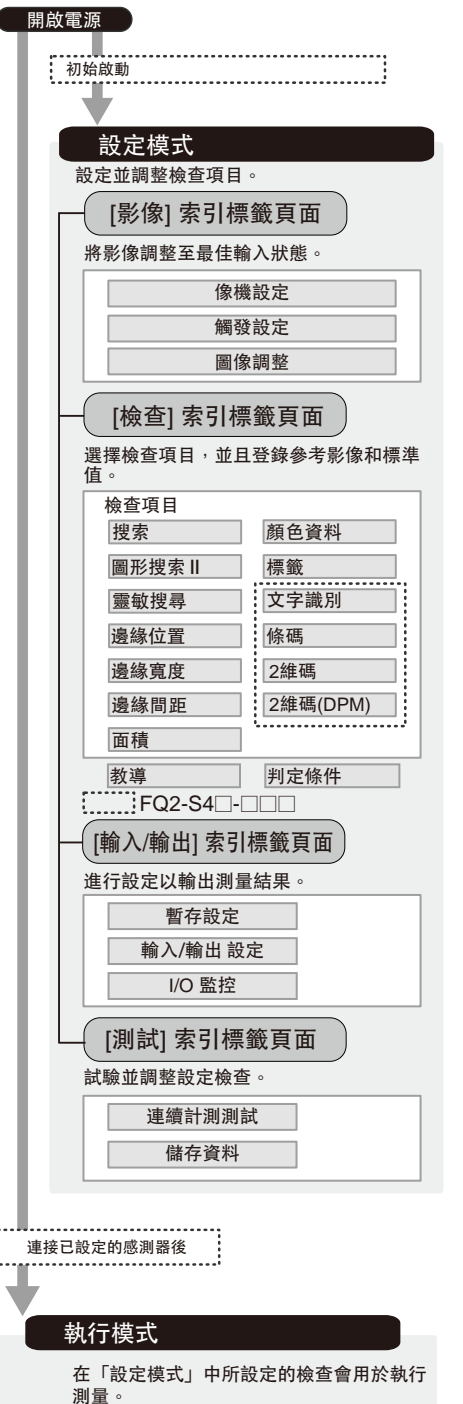 開啟電源
初始啟動
設定模式
設定並調整檢查項目。
[影像] 索引標籤頁面
將影像調整至最佳輸入狀態。
像機設定
觸發設定
圖像調整
[檢查] 索引標籤頁面
選擇檢查項目，並且登錄參考影像和標準
值。
檢查項目
搜索
顏色資料
圖形搜索 II
標籤
靈敏搜尋
文字識別
邊緣位置
條碼
邊緣寬度
2維碼
邊緣間距
2維碼(DPM)
面積
教導
判定條件
FQ2-S4□-□□□
[輸入/輸出] 索引標籤頁面
進行設定以輸出測量結果。
暫存設定
輸入/輸出 設定
I/O 監控
[測試] 索引標籤頁面
試驗並調整設定檢查。
連續計測測試
儲存資料
連接已設定的感測器後
執行模式
在「設定模式」中所設定的檢查會用於執行
測量。